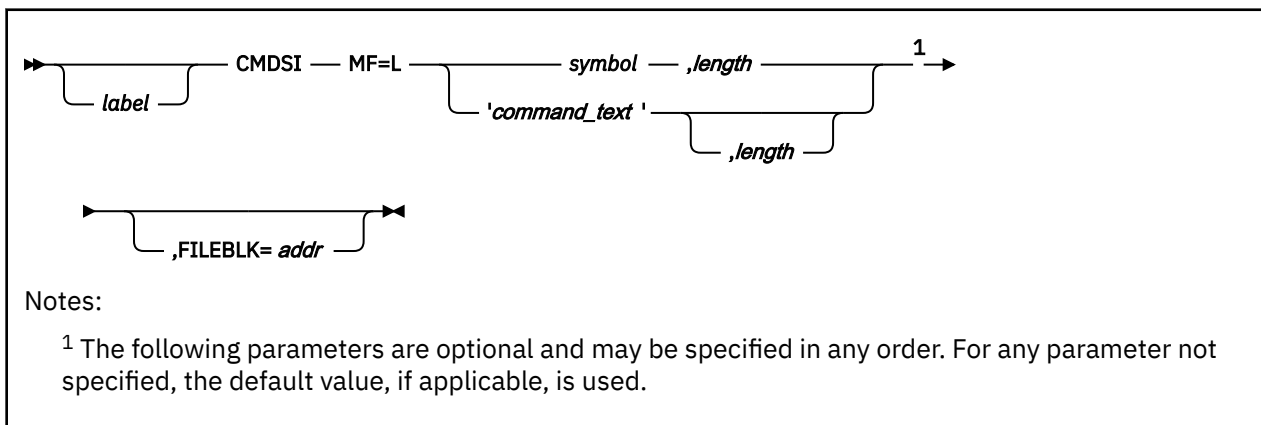 1
CMDSI MF=L symbol ,length
label 'command_text '
,length
,FILEBLK= addr
Notes:
1 The following parameters are optional and may be specified in any order. For any parameter not
specified, the default value, if applicable, is used.